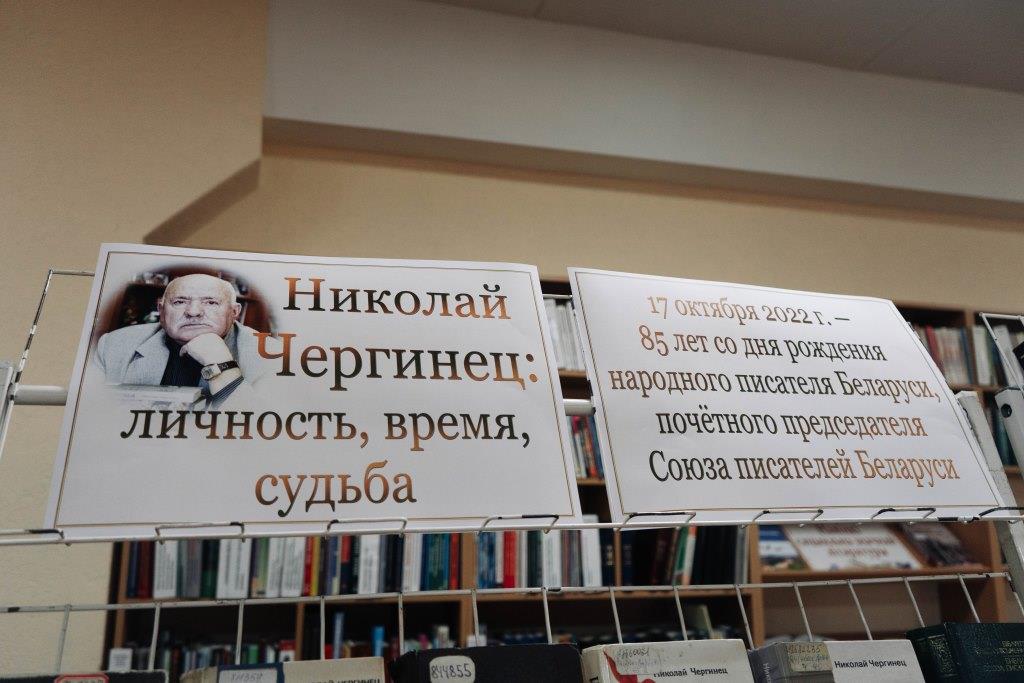 Николай
Чергинец:
личность, время,
судьба
17 октября 2022 г. –
85 лет со дня рождения
народного писателя Беларуси,
почётного председателя
Союза писателей Беларуси
844855
Николай Чергинец
Николай Чергинец